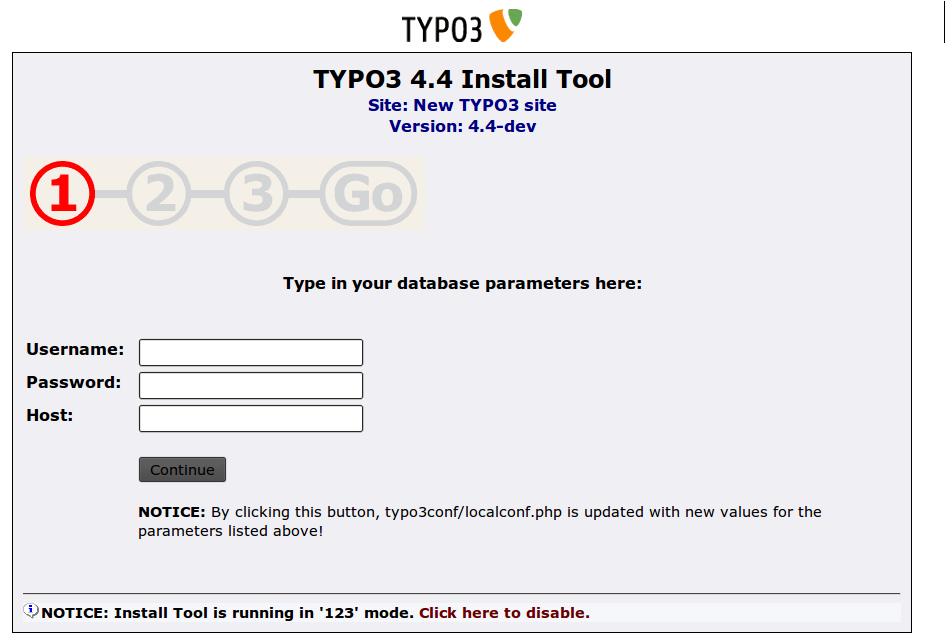 TYPO3
TYPO3 4.4 Install Tool
Site: New TYPO3 site
Version: 4.4-dev
1 2 3 Go
Type in your database parameters here:
Username:
Password:
Host:
Continue
NOTICE: By clicking this button, typo3conf/localconf.php is updated with new values for the
parameters listed above!
NOTICE: Install Tool is running in '123' mode. Click here to disable.